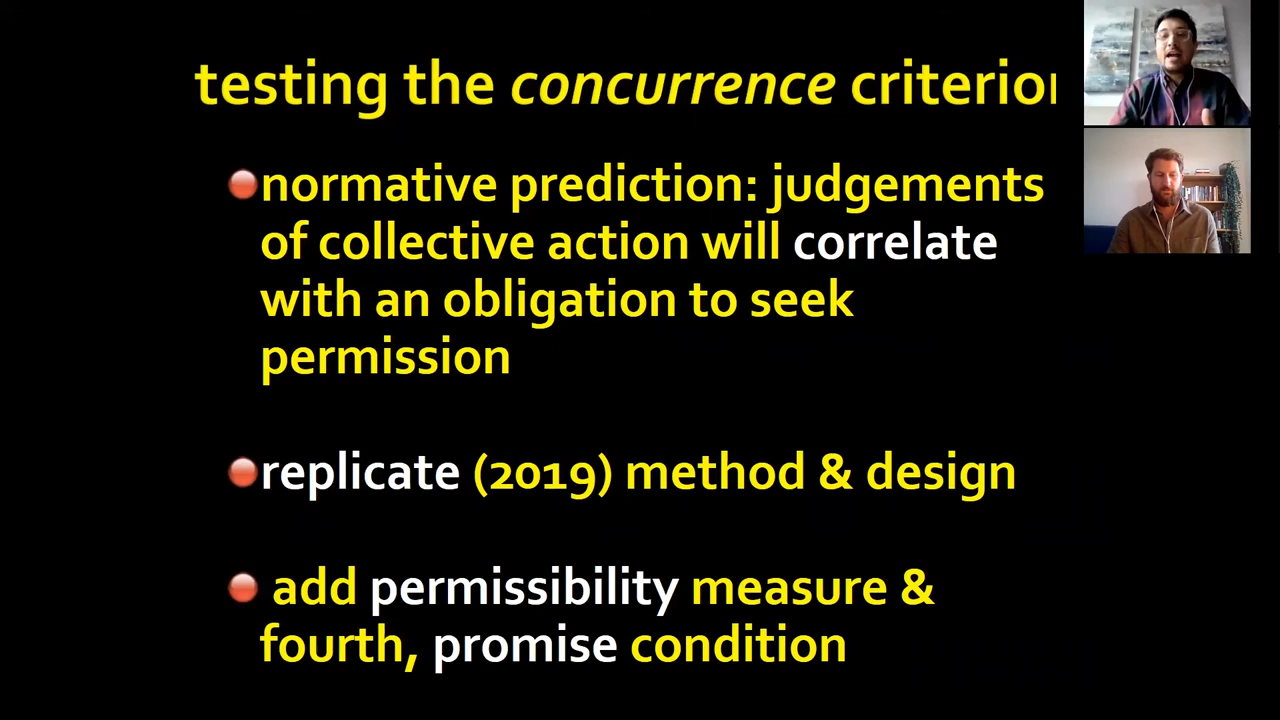 testing the concurrence criterion
normative prediction: judgements
of collective action will correlate
with an obligation to seek
permission
replicate (2019) method & design
add permissibility measure &
fourth, promise condition